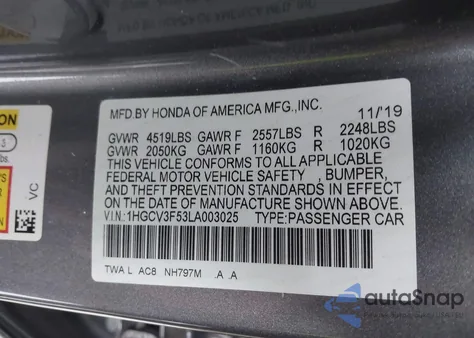 MFD.BY HONDA OF AMERICA MFG.,INC. 11/'19
GVWR 4519LBS GAWR F 2557LBS R 2248LBS
GVWR 2050KG GAWR F 1160KG R 1020KG
THIS VEHICLE CONFORMS TO ALL APPLICABLE
FEDERAL MOTOR VEHICLE SAFETY , BUMPER,
AND THEFT PREVENTION STANDARDS IN EFFECT
ON THE DATE OF MANUFACTURE SHOWN ABOVE.
VIN:1HGCV3F53LA003025 TYPE:PASSENGER CAR
TWA L AC8 NH797M .A .A
VC
lbs.
autoSnap